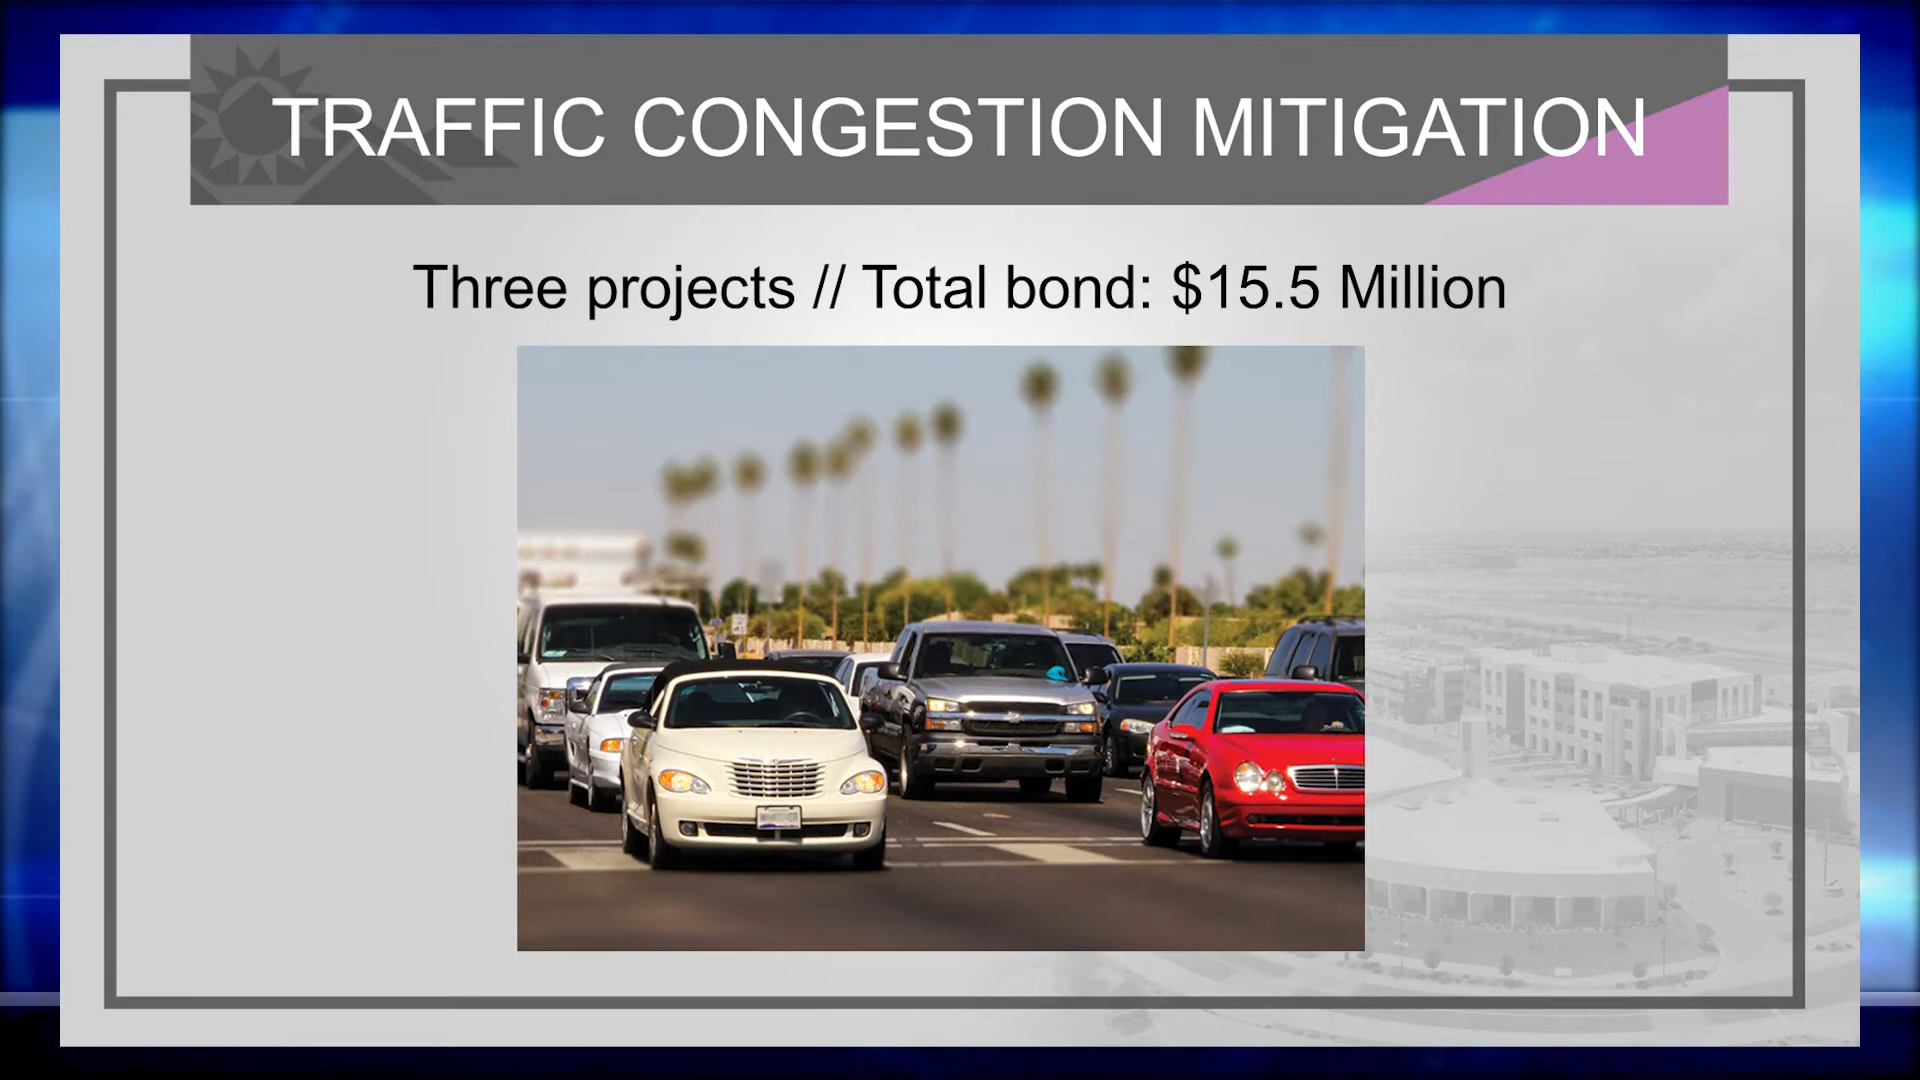 TRAFFIC CONGESTION MITIGATION
Three projects // Total bond: $15.5 Million